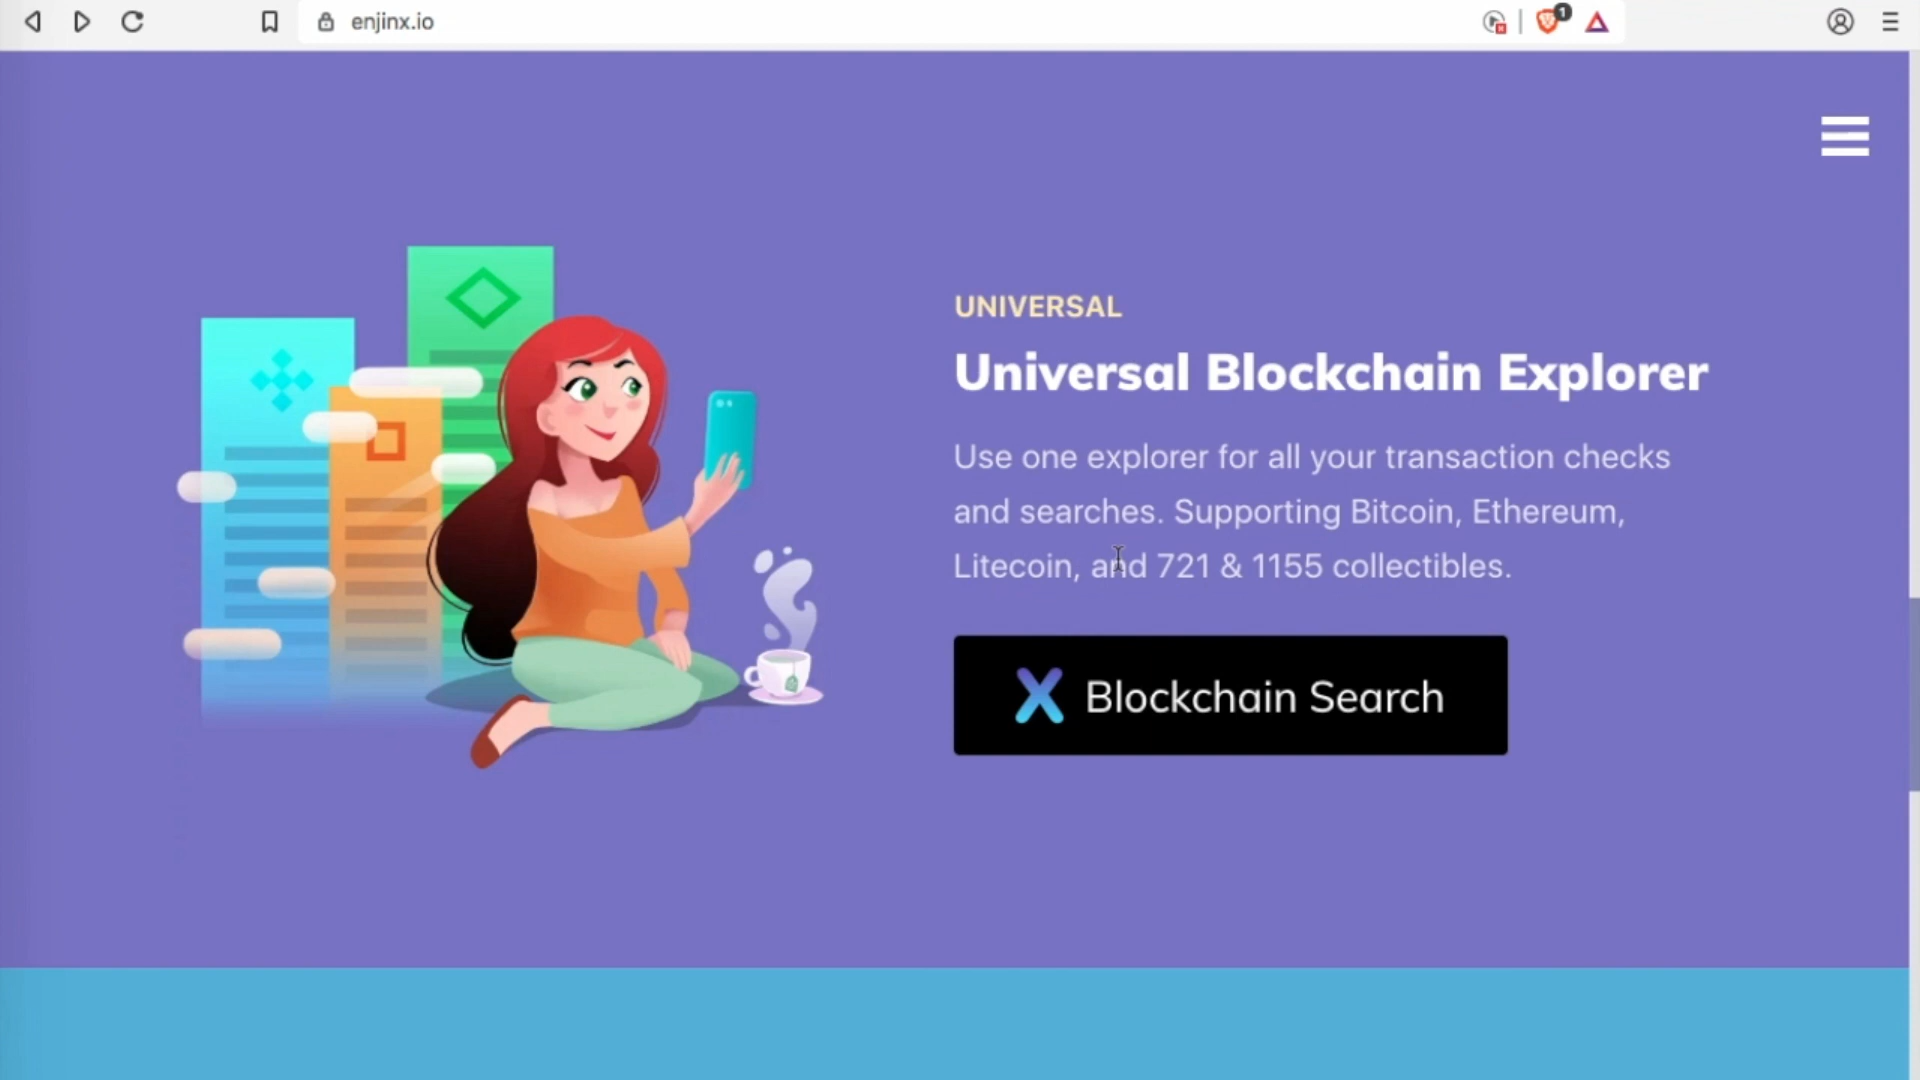 enjinx.io
1
UNIVERSAL
Universal Blockchain Explorer
Use one explorer for all your transaction checks
and searches. Supporting Bitcoin, Ethereum,
Litecoin, and 721 & 1155 collectibles.
Blockchain Search